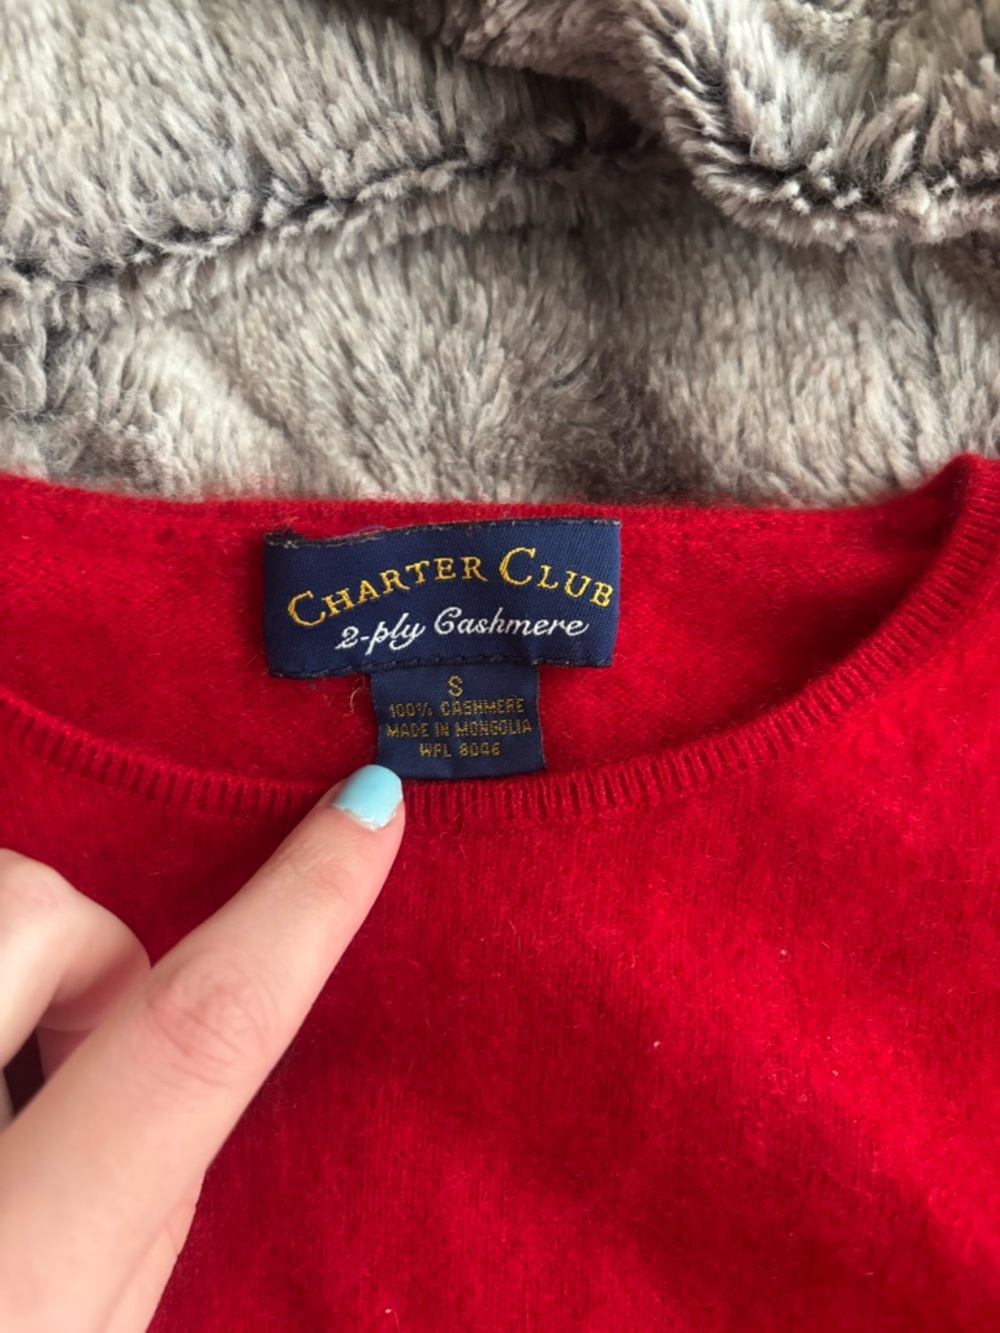 CHARTER CLUB
2-ply Cashmere
S
100% CASHMERE
MADE IN MONGOLIA
WPL 8046